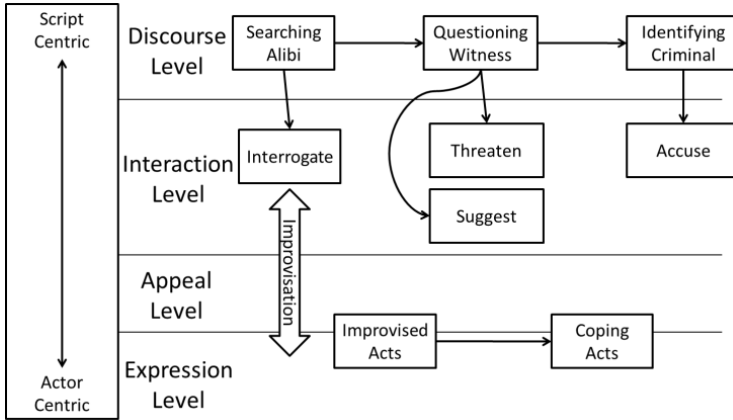 Script
Centric
Discourse
Level
Searching
Alibi
Questioning
Witness
Identifying
Criminal
Interaction
Level
Interrogate
Threaten
Accuse
Suggest
Improvisation
Appeal
Level
Improvised
Acts
Coping
Acts
Expression
Level
Actor
Centric